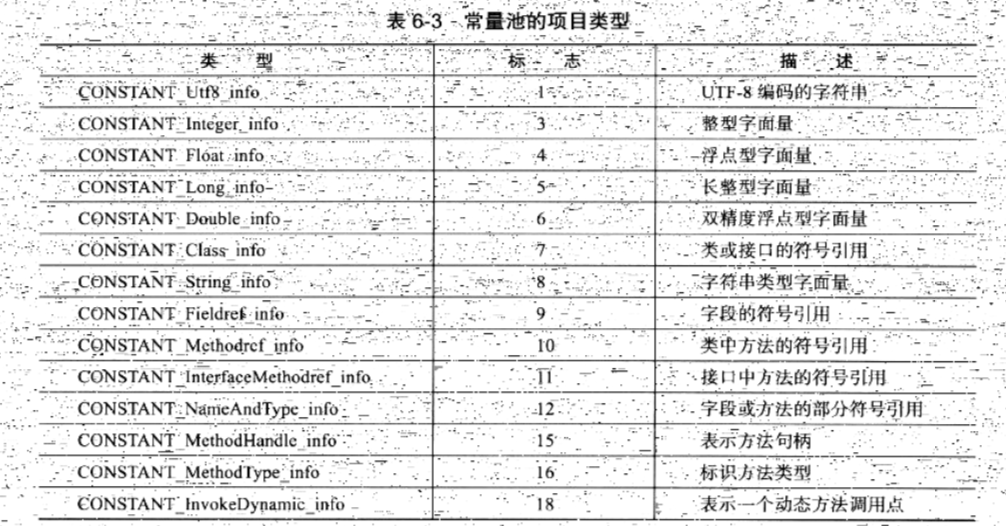 表 6-3 常量池的项目类型
类 型 标 志 描 述
CONSTANT_Utf8_info 1 UTF-8 编码的字符串
CONSTANT_Integer_info 3 整型字面量
CONSTANT_Float_info 4 浮点型字面量
CONSTANT_Long_info 5 长整型字面量
CONSTANT_Double_info 6 双精度浮点型字面量
CONSTANT_Class_info 7 类或接口的符号引用
CONSTANT_String_info 8 字符串类型字面量
CONSTANT_Fieldref_info 9 字段的符号引用
CONSTANT_Methodref_info 10 类中方法的符号引用
CONSTANT_InterfaceMethodref_info 11 接口中方法的符号引用
CONSTANT_NameAndType_info 12 字段或方法的部分符号引用
CONSTANT_MethodHandle_info 15 表示方法句柄
CONSTANT_MethodType_info 16 标识方法类型
CONSTANT_InvokeDynamic_info 18 表示一个动态方法调用点